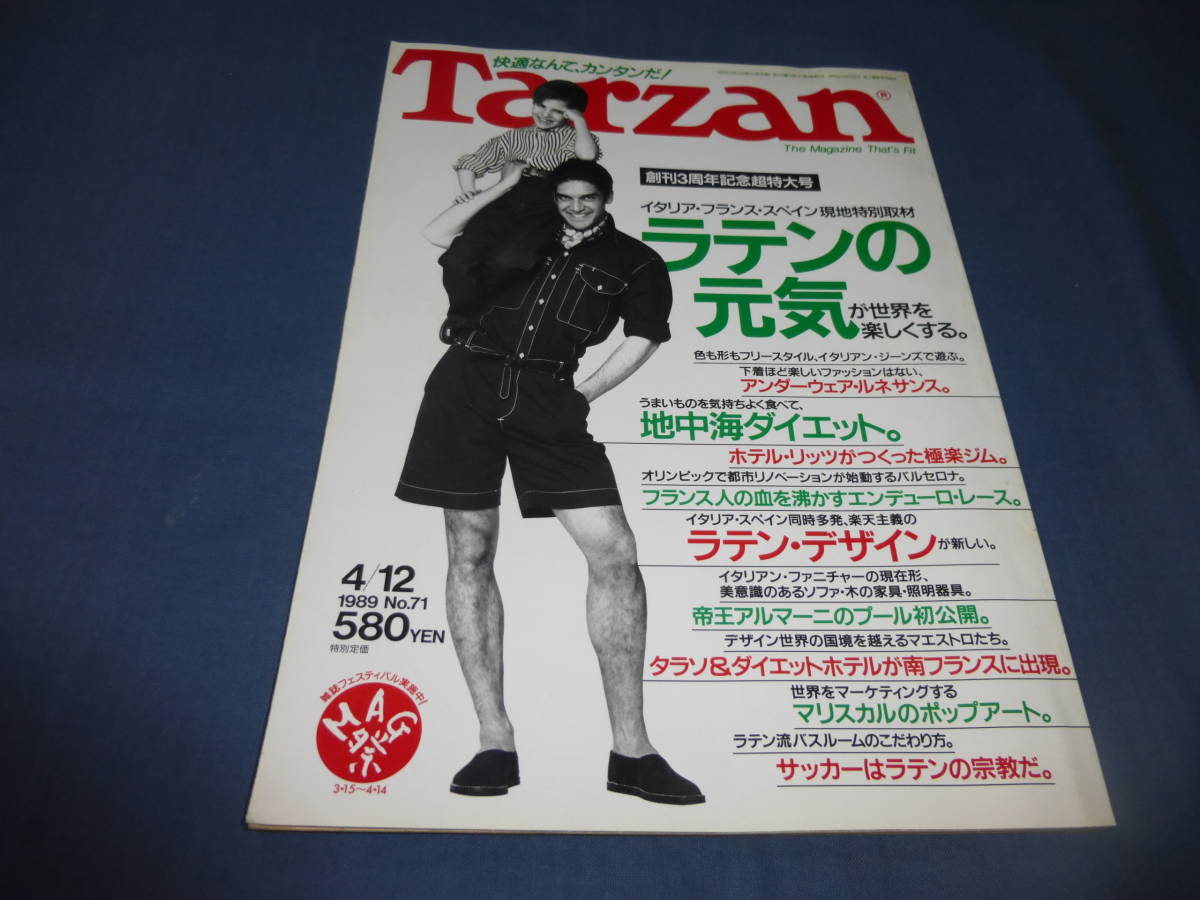 快適なんて、カンタンだ!
Tarzan®
The Magazine That's Fit
創刊3周年記念超特大号
イタリア・フランス・スペイン 現地特別取材
ラテンの
元気が世界を
楽しくする。
色も形もフリースタイル、イタリアン・ジーンズで遊ぶ。
下着ほど楽しいファッションはない、
アンダーウェア・ルネサンス。
うまいものを気持ちよく食べて、
地中海ダイエット。
ホテル・リッツがつくった極楽ジム。
オリンピックで都市リノベーションが始動するバルセロナ。
フランス人の血を沸かすエンデューロ・レース。
イタリア・スペイン同時多発、楽天主義の
ラテン・デザインが新しい。
イタリアン・ファニチャーの現在形、
美意識のあるソファ・木の家具・照明器具。
帝王アルマーニのプール初公開。
デザイン世界の国境を越えるマエストロたち。
タラソ&ダイエットホテルが南フランスに出現。
世界をマーケティングする
マリスカルのポップアート。
ラテン流バスルームのこだわり方。
サッカーはラテンの宗教だ。
4/12
1989 No.71
580YEN
特別定価
雑誌フェスティバル実施中!
MAG
祭
3・15〜4・14